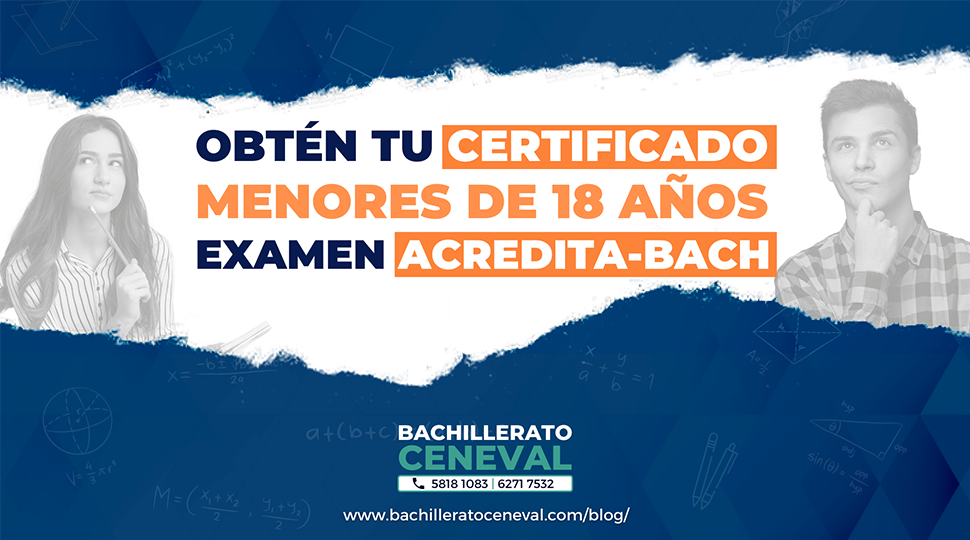 OBTÉN TU CERTIFICADO
MENORES DE 18 AÑOS
EXAMEN ACREDITA-BACH
a+(b+c)
BACHILLERATO
CENEVAL
5818 1083 | 6271 7532
www.bachilleratoceneval.com/blog/